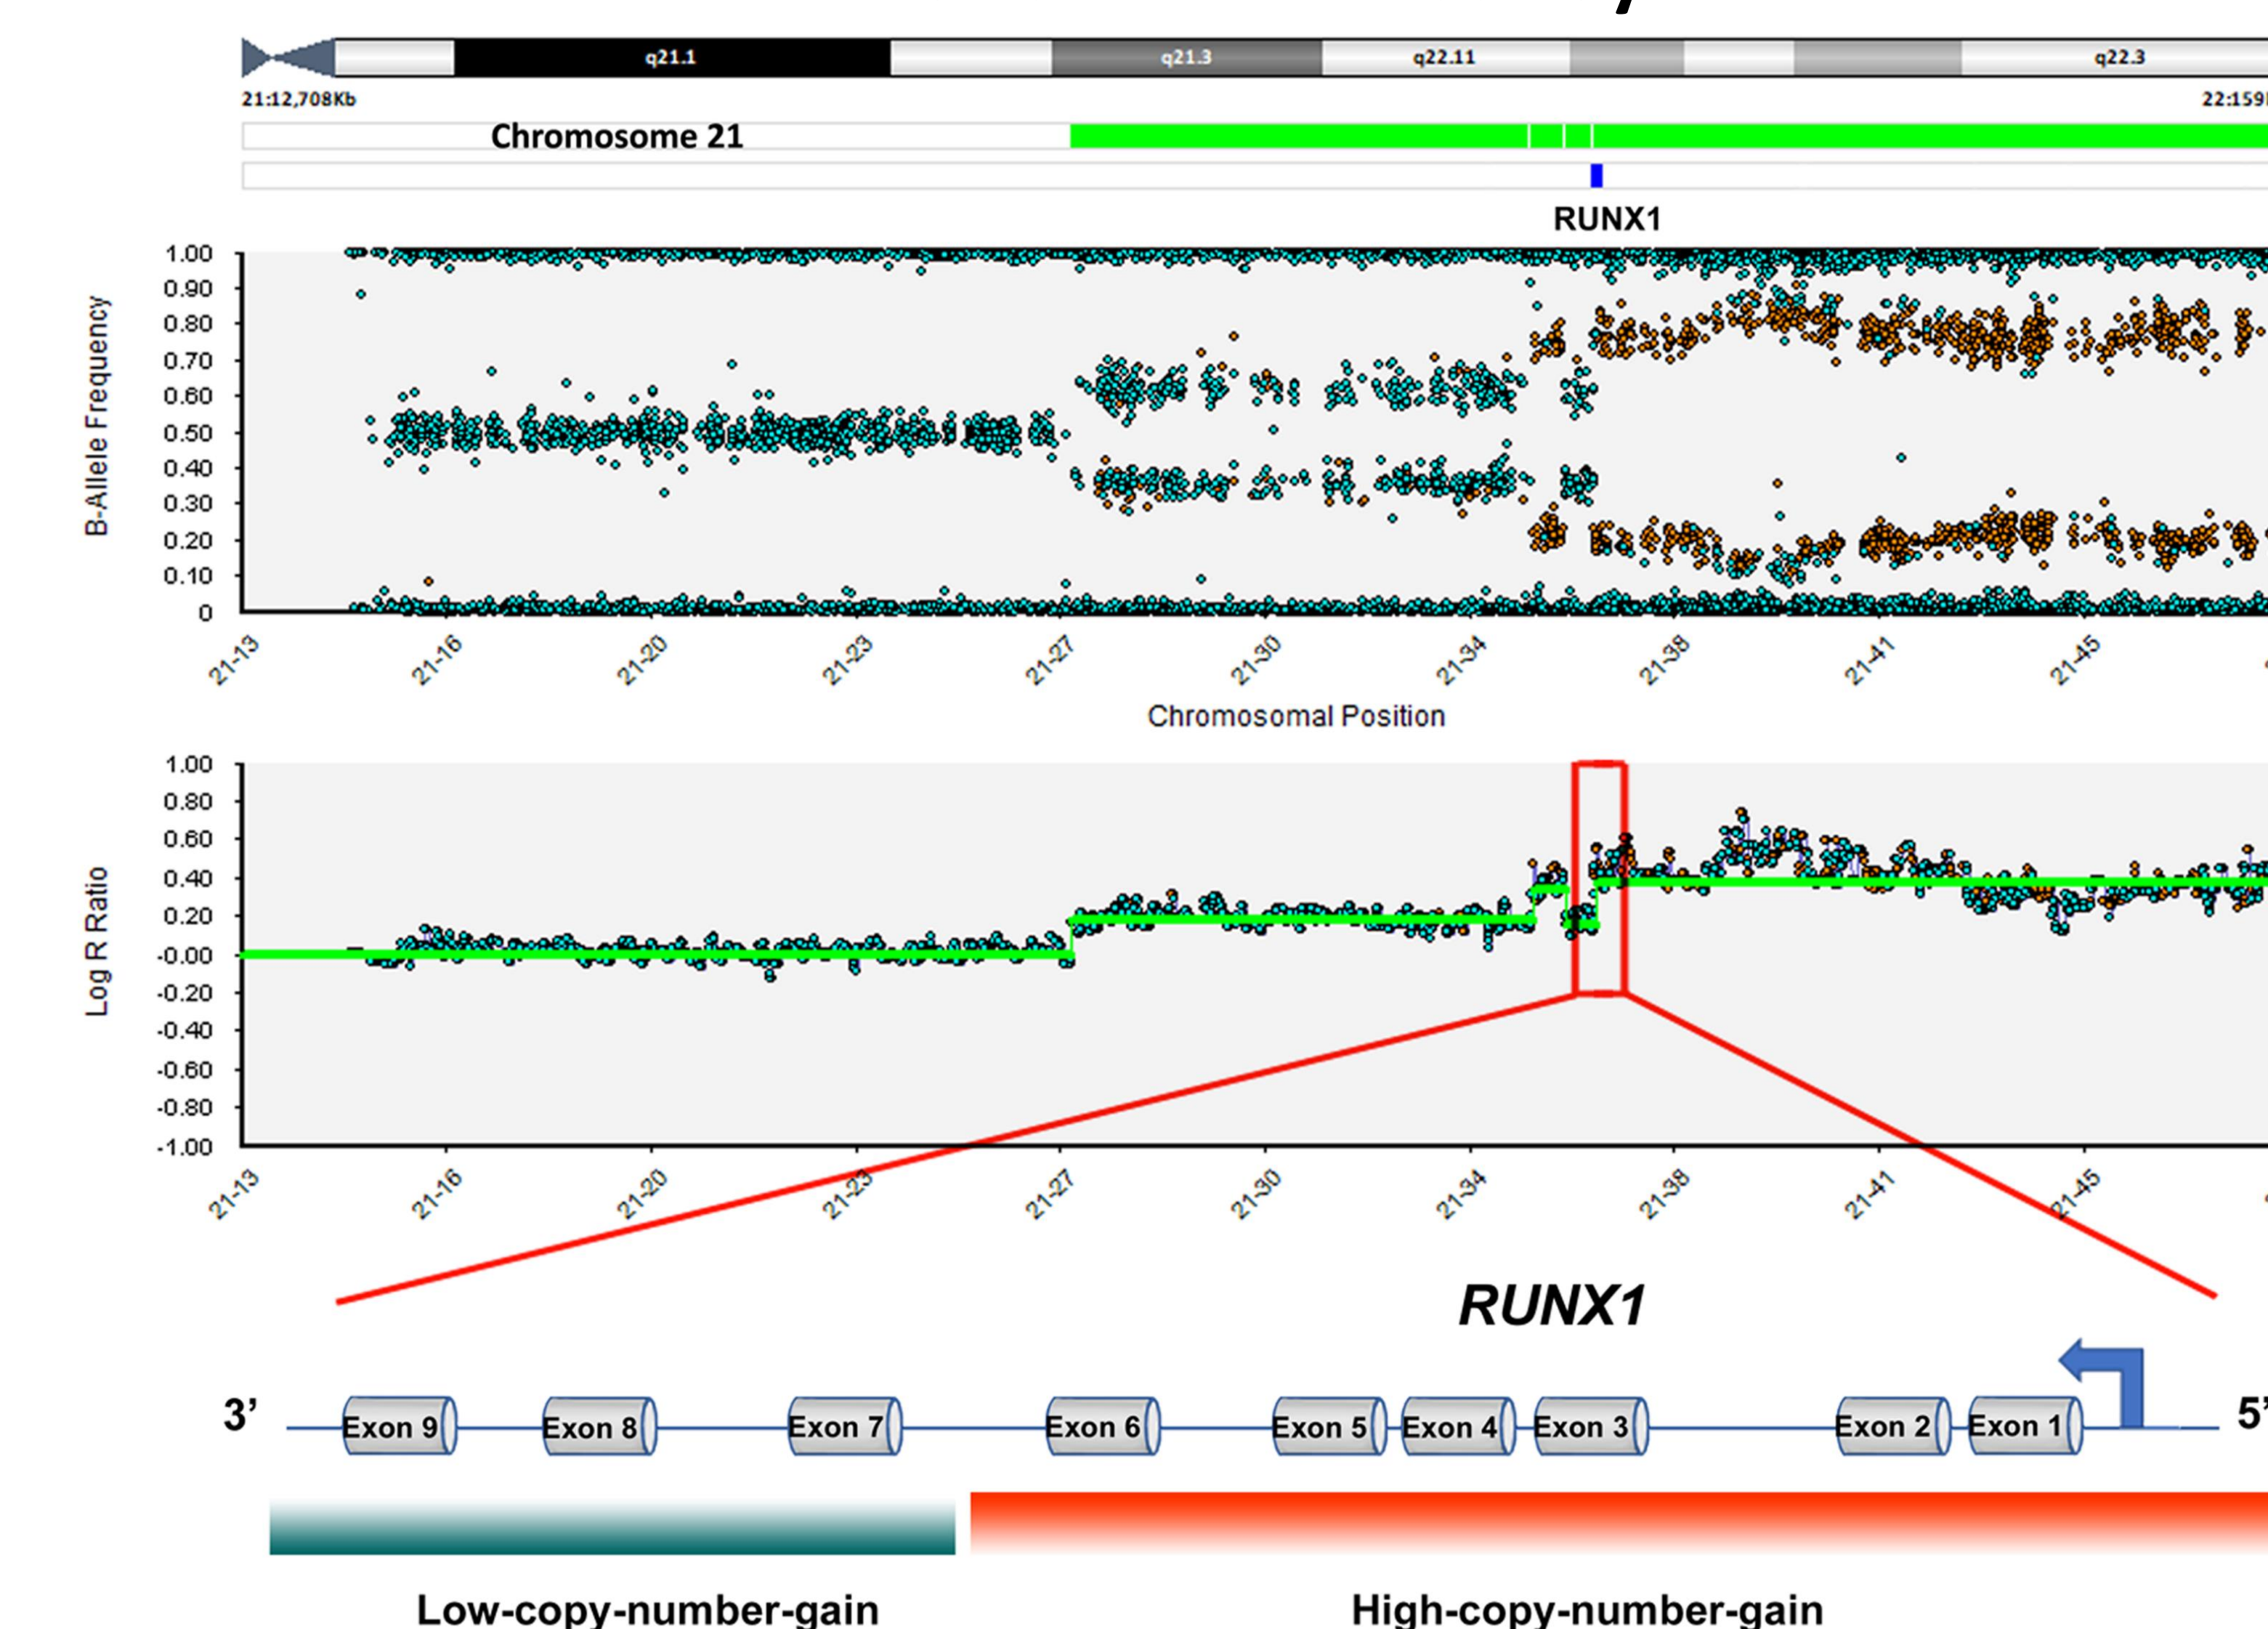 q21.1 q21.3 q22.11 q22.3
21:12,708Kb 22:159
Chromosome 21
RUNX1
B-Allele Frequency
1.00
0.90
0.80
0.70
0.60
0.50
0.40
0.30
0.20
0.10
0
21-13 21-16 21-20 21-23 21-27 21-30 21-34 21-38 21-41 21-45
Chromosomal Position
Log R Ratio
1.00
0.80
0.60
0.40
0.20
-0.00
-0.20
-0.40
-0.60
-0.80
-1.00
21-13 21-16 21-20 21-23 21-27 21-30 21-34 21-38 21-41 21-45
RUNX1
3’ Exon 9 Exon 8 Exon 7 Exon 6 Exon 5 Exon 4 Exon 3 Exon 2 Exon 1 5’
Low-copy-number-gain High-copy-number-gain